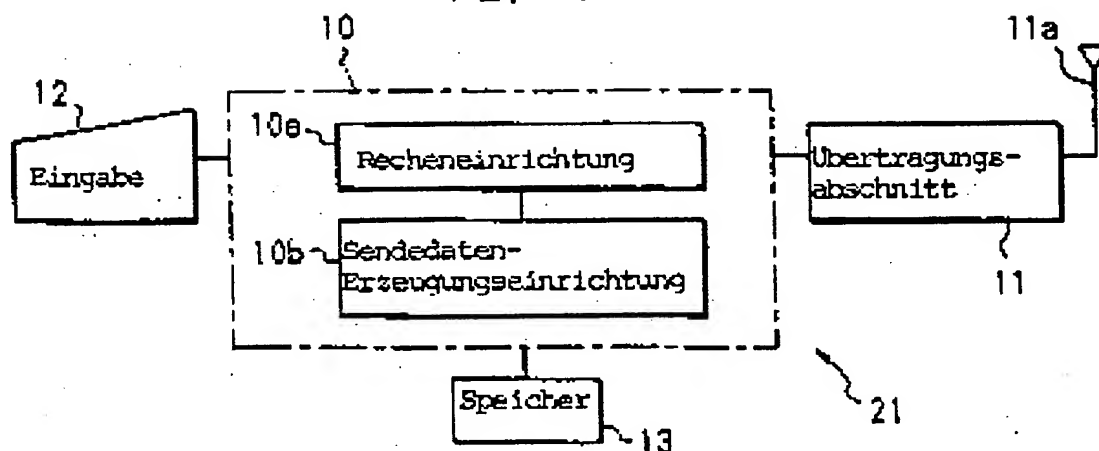 10
11a
12
10a
Recheneinrichtung
Eingabe
Übertragungs-
abschnitt
10b
Sendedaten-
Erzeugungseinrichtung
11
Speicher
13
21